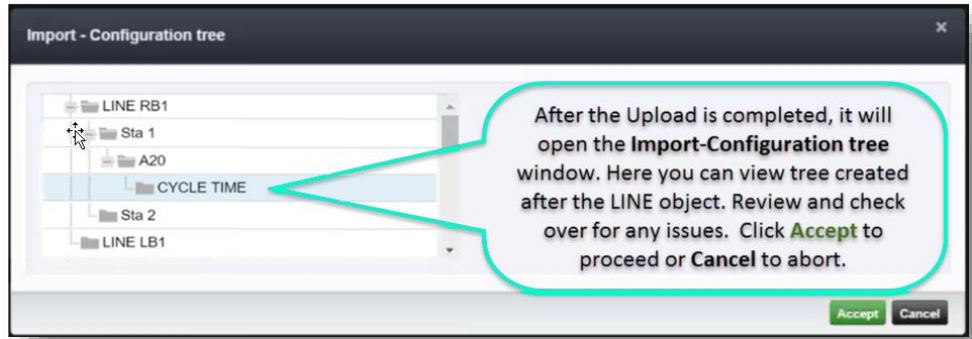 Import - Configuration tree
×
LINE RB1
Sta 1
A20
CYCLE TIME
Sta 2
LINE LB1
After the Upload is completed, it will
open the Import-Configuration tree
window. Here you can view tree created
after the LINE object. Review and check
over for any issues. Click Accept to
proceed or Cancel to abort.
Accept Cancel